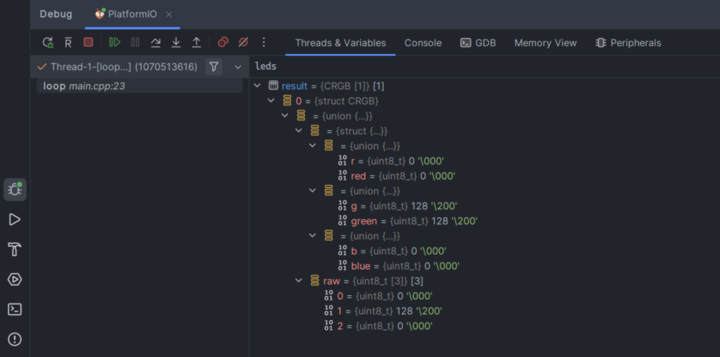 Debug PlatformIO
Threads & Variables Console GDB Memory View Peripherals
Thread-1-[loop...] (1070513616) leds
loop main.cpp:23
result = {CRGB [1]} [1]
0 = {struct CRGB}
= {union {...}}
= {struct {...}}
= {union {...}}
r = {uint8_t} 0 '\000'
red = {uint8_t} 0 '\000'
= {union {...}}
g = {uint8_t} 128 '\200'
green = {uint8_t} 128 '\200'
= {union {...}}
b = {uint8_t} 0 '\000'
blue = {uint8_t} 0 '\000'
raw = {uint8_t [3]} [3]
0 = {uint8_t} 0 '\000'
1 = {uint8_t} 128 '\200'
2 = {uint8_t} 0 '\000'